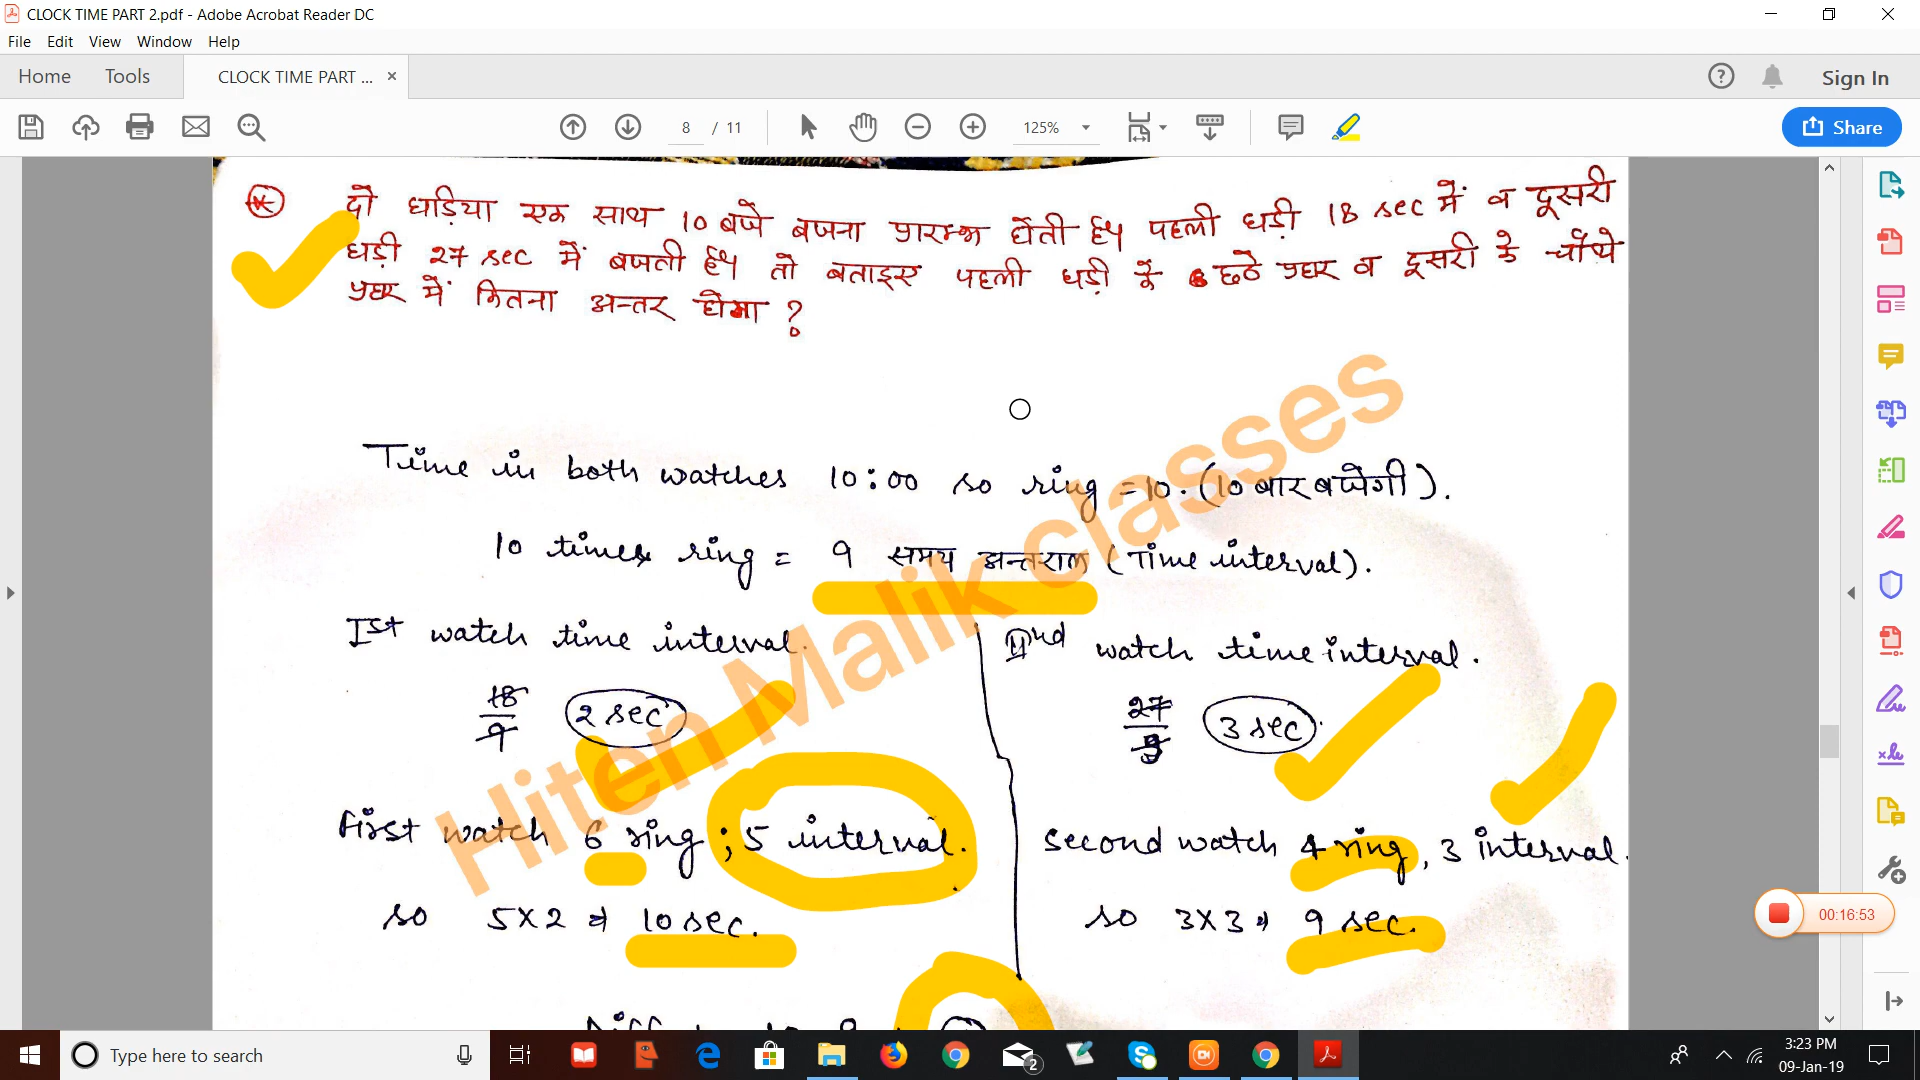 CLOCK TIME PART 2.pdf - Adobe Acrobat Reader DC
File Edit View Window Help
Home Tools CLOCK TIME PART ... × Sign In
8 / 11 125% Share
दो घड़िया एक साथ 10 बजे बजना प्रारम्भ होती है। पहली घड़ी 18 sec में व दूसरी
घड़ी 27 sec में बजती है। तो बताइए पहली घड़ी के छठे प्रहर व दूसरी के चौथे
प्रहर में कितना अन्तर होगा ?
Time in both watches 10:00 so ring = 10. (10 बार बजेगी).
10 times ring = 9 समय अन्तराल (Time interval).
Ist watch time interval.
18/9 2 sec
IInd watch time interval.
27/9 3 sec
First watch 6 ring ; 5 interval.
so 5x2 ⇒ 10 sec.
second watch 4 ring, 3 interval.
so 3x3 ⇒ 9 sec.
Hiten Malik Classes
00:16:53
Type here to search
2
3:23 PM
09-Jan-19